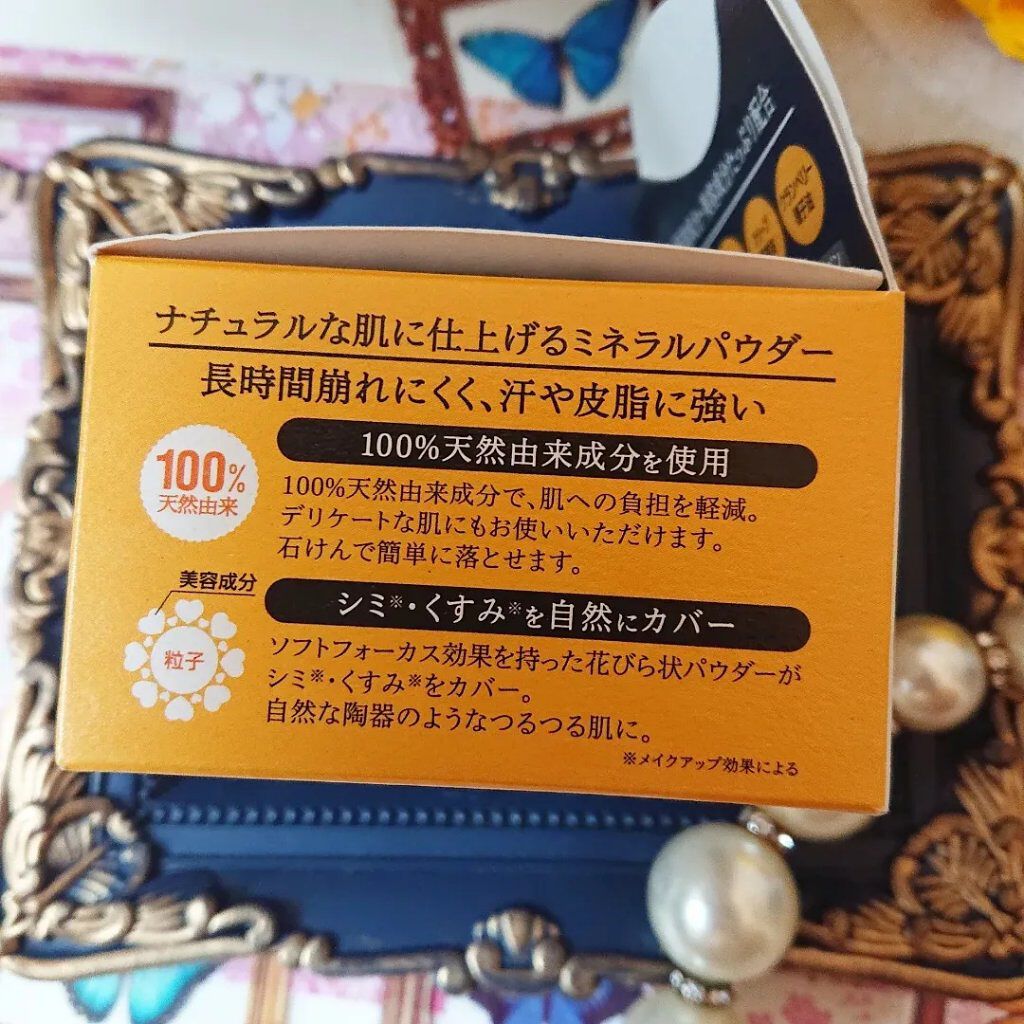 ナチュラルな肌に仕上げるミネラルパウダー
長時間崩れにくく、汗や皮脂に強い
100%天然由来成分を使用
100%
天然由来
100%天然由来成分で、肌への負担を軽減。
デリケートな肌にもお使いいただけます。
石けんで簡単に落とせます。
美容成分
粒子
シミ※・くすみ※を自然にカバー
ソフトフォーカス効果を持った花びら状パウダーが
シミ※・くすみ※をカバー。
自然な陶器のようなつるつる肌に。
※メイクアップ効果による
配合